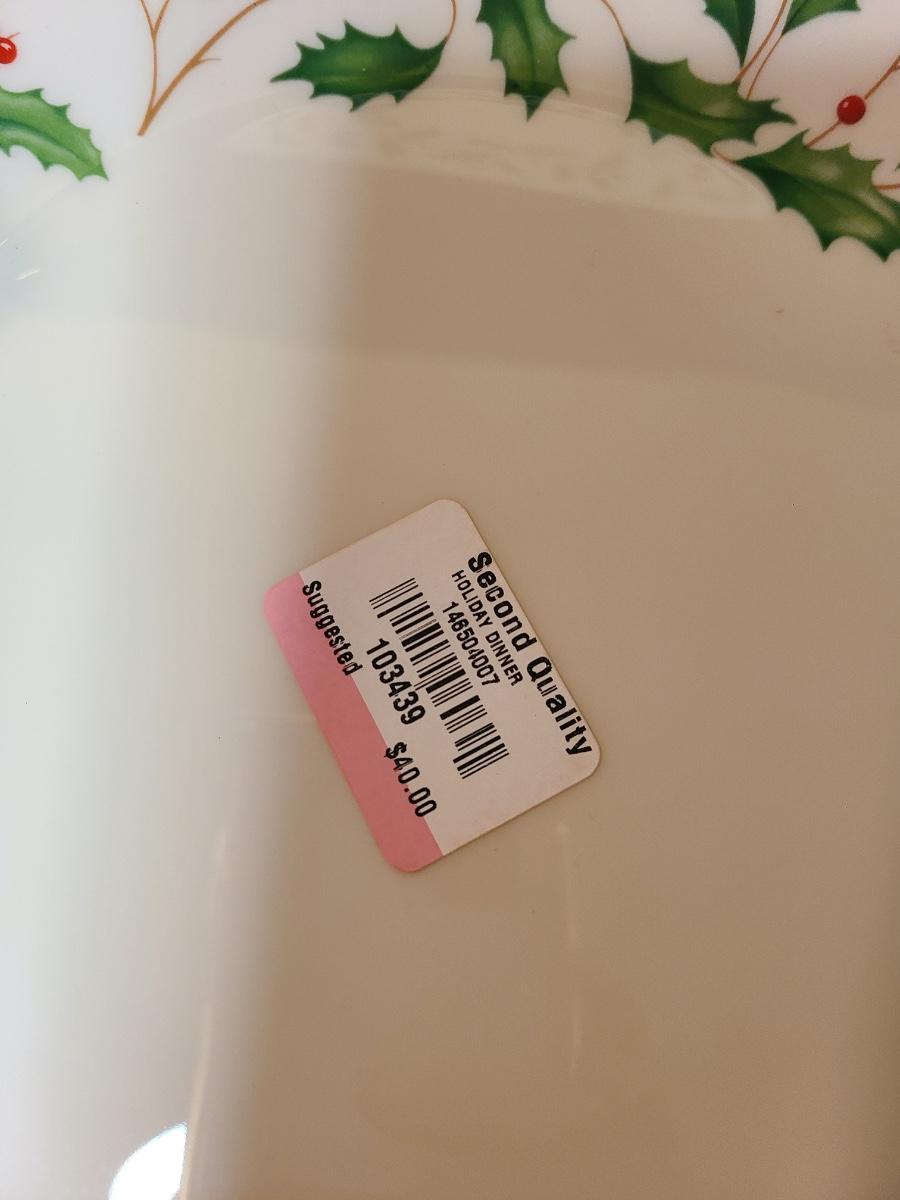 Second Quality
HOLIDAY DINNER
146504007
103439
Suggested $40.00